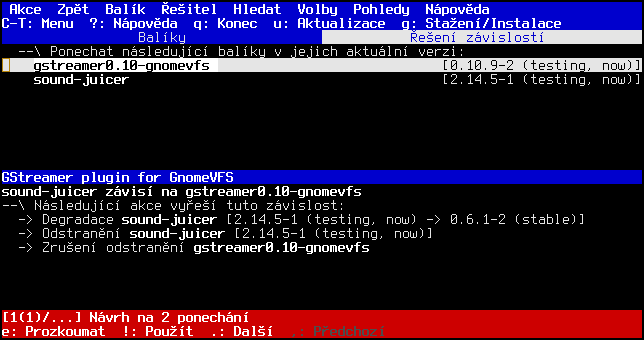 Akce  Zpět  Balík  Řešitel  Hledat  Volby  Pohledy  Nápověda
C-T: Menu  ?: Nápověda  q: Konec  u: Aktualizace  g: Stažení/Instalace
Balíky  Řešení závislostí
--\ Ponechat následující balíky v jejich aktuální verzi:
gstreamer0.10-gnomevfs  [0.10.9-2 (testing, now)]
sound-juicer  [2.14.5-1 (testing, now)]
GStreamer plugin for GnomeVFS
sound-juicer závisí na gstreamer0.10-gnomevfs
--\ Následující akce vyřeší tuto závislost:
-> Degradace sound-juicer [2.14.5-1 (testing, now) -> 0.6.1-2 (stable)]
-> Odstranění sound-juicer [2.14.5-1 (testing, now)]
-> Zrušení odstranění gstreamer0.10-gnomevfs
[1(1)/...] Návrh na 2 ponechání
e: Prozkoumat  !: Použít  .: Další  ,: Předchozí